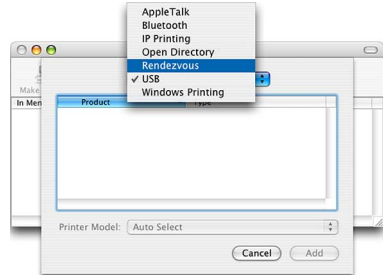 AppleTalk
Bluetooth
IP Printing
Open Directory
Rendezvous
✓ USB
Windows Printing
Make
In Men
Product Type
Printer Model: Auto Select
Cancel Add